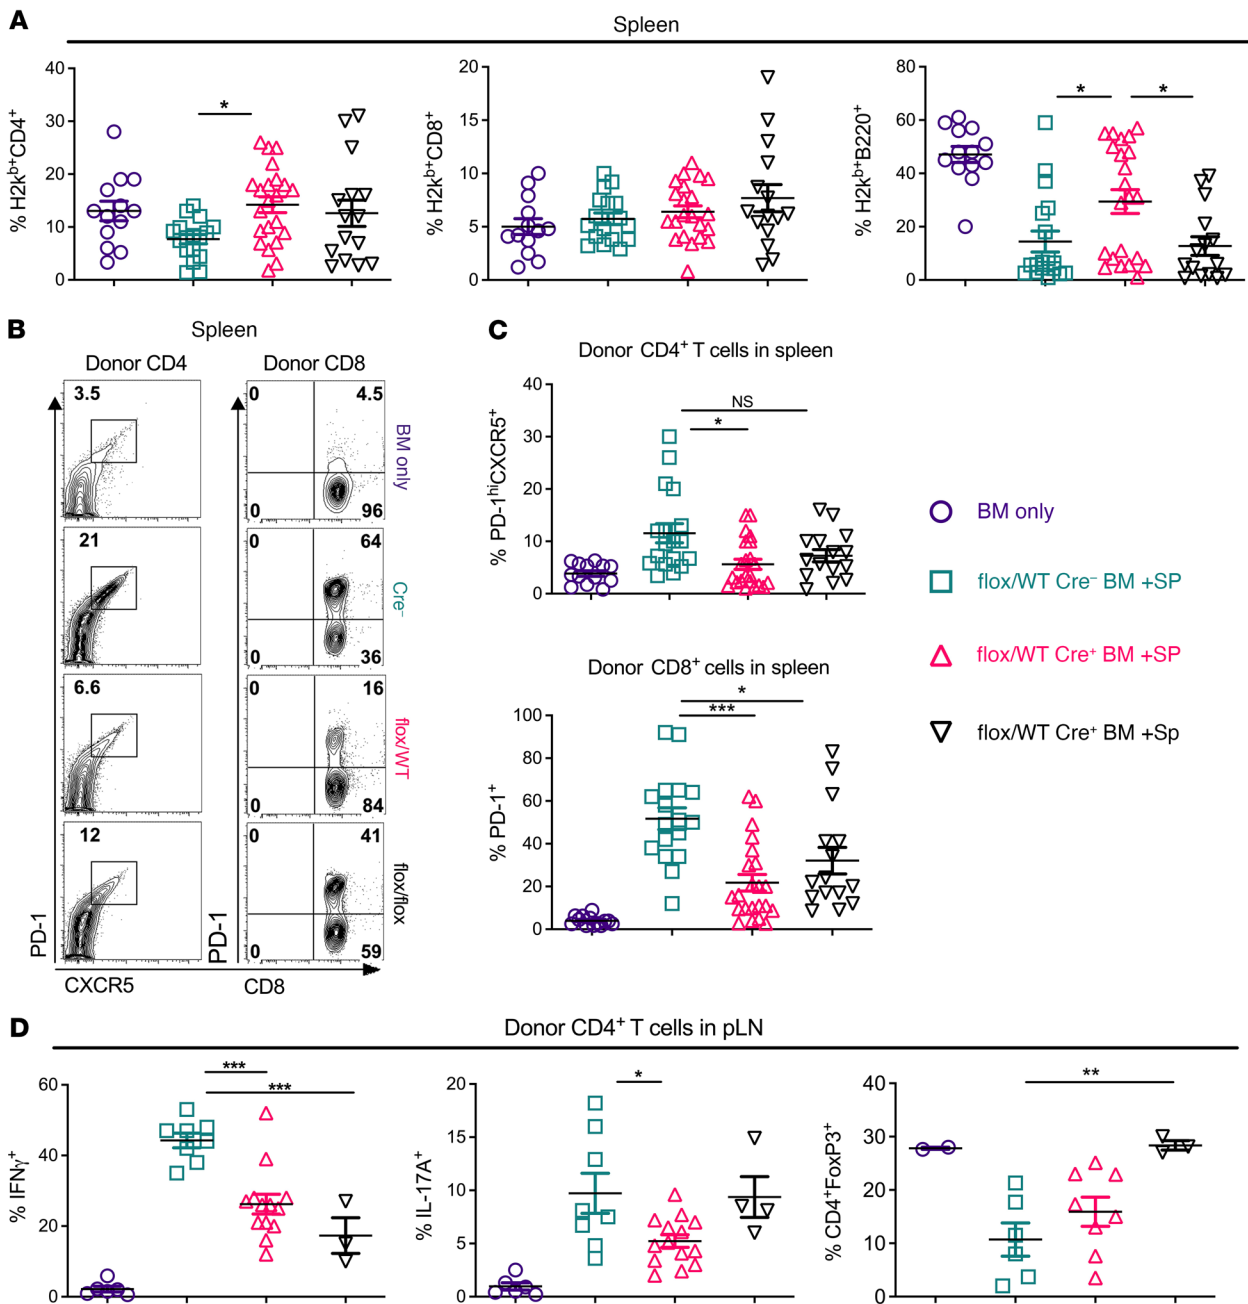 A
Spleen
% H2kᵇ⁺CD4⁺
40
30
20
10
0
*
% H2kᵇ⁺CD8⁺
20
15
10
5
0
% H2kᵇ⁺B220⁺
80
60
40
20
0
*
*
B
Spleen
Donor CD4
Donor CD8
3.5
0
4.5
0
96
BM only
21
0
64
0
36
Cre⁻
6.6
0
16
0
84
flox/WT
12
0
41
0
59
flox/flox
PD-1
CXCR5
PD-1
CD8
C
Donor CD4⁺ T cells in spleen
% PD-1ʰⁱCXCR5⁺
40
30
20
10
0
NS
*
Donor CD8⁺ cells in spleen
% PD-1⁺
100
80
60
40
20
0
*
***
BM only
flox/WT Cre⁻ BM +SP
flox/WT Cre⁺ BM +SP
flox/WT Cre⁺ BM +Sp
D
Donor CD4⁺ T cells in pLN
% IFNγ⁺
60
40
20
0
***
***
% IL-17A⁺
20
15
10
5
0
*
% CD4⁺FoxP3⁺
40
30
20
10
0
**